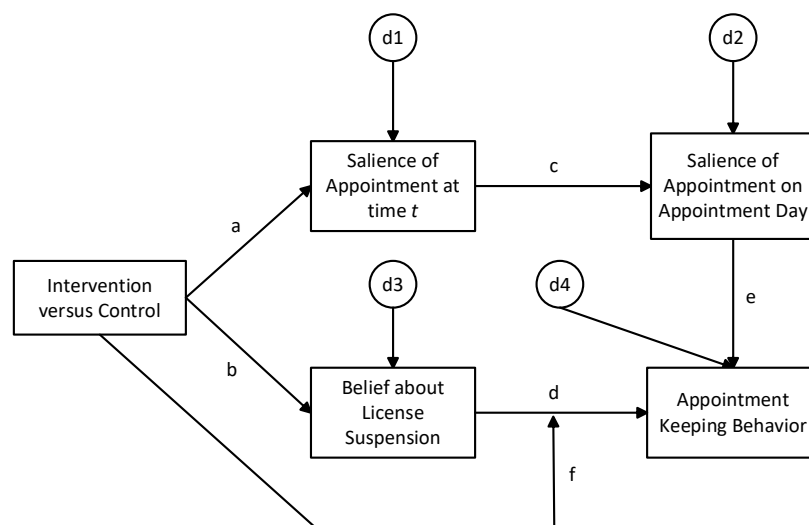 d1
d2
Salience of
Appointment at
time t
c
Salience of
Appointment on
Appointment Day
a
Intervention
versus Control
d3
d4
e
b
Belief about
License
Suspension
d
Appointment
Keeping Behavior
f